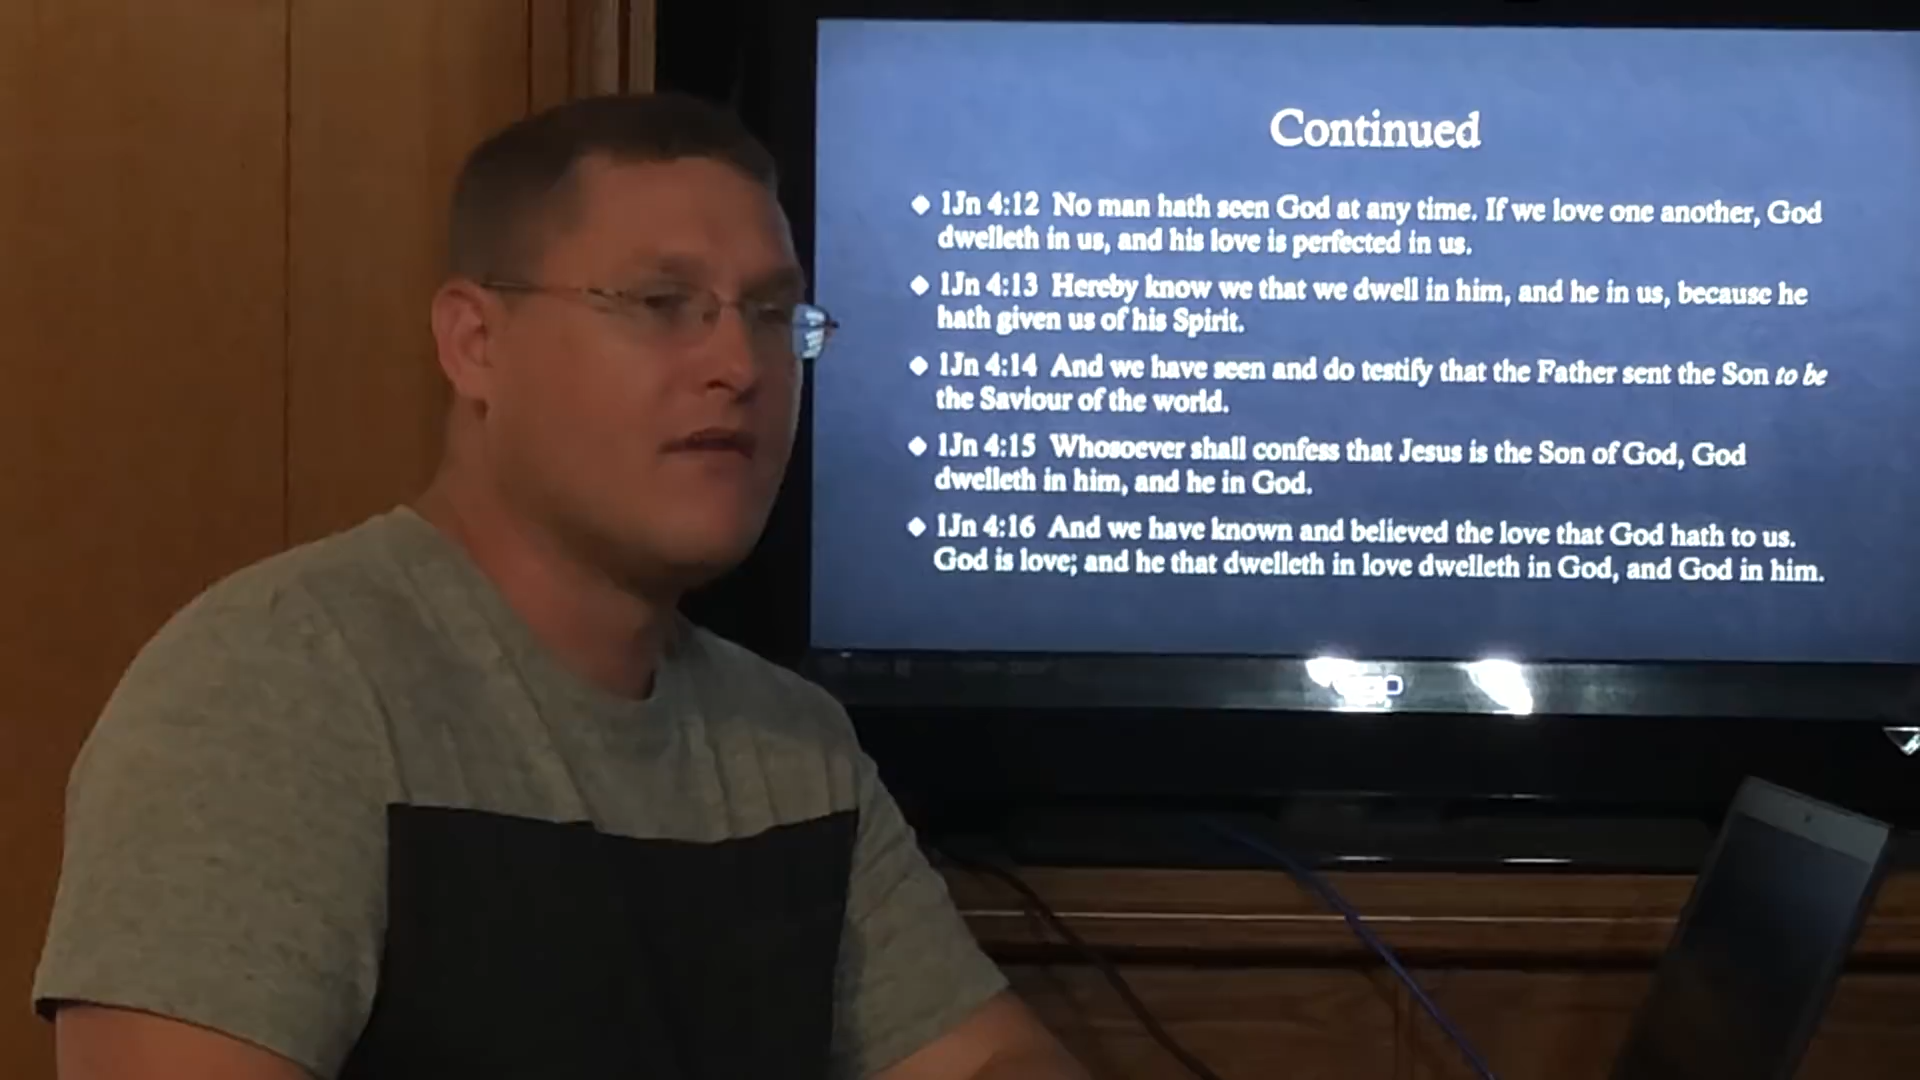 Continued
◆ 1Jn 4:12 No man hath seen God at any time. If we love one another, God
dwelleth in us, and his love is perfected in us.
◆ 1Jn 4:13 Hereby know we that we dwell in him, and he in us, because he
hath given us of his Spirit.
◆ 1Jn 4:14 And we have seen and do testify that the Father sent the Son to be
the Saviour of the world.
◆ 1Jn 4:15 Whosoever shall confess that Jesus is the Son of God, God
dwelleth in him, and he in God.
◆ 1Jn 4:16 And we have known and believed the love that God hath to us.
God is love; and he that dwelleth in love dwelleth in God, and God in him.